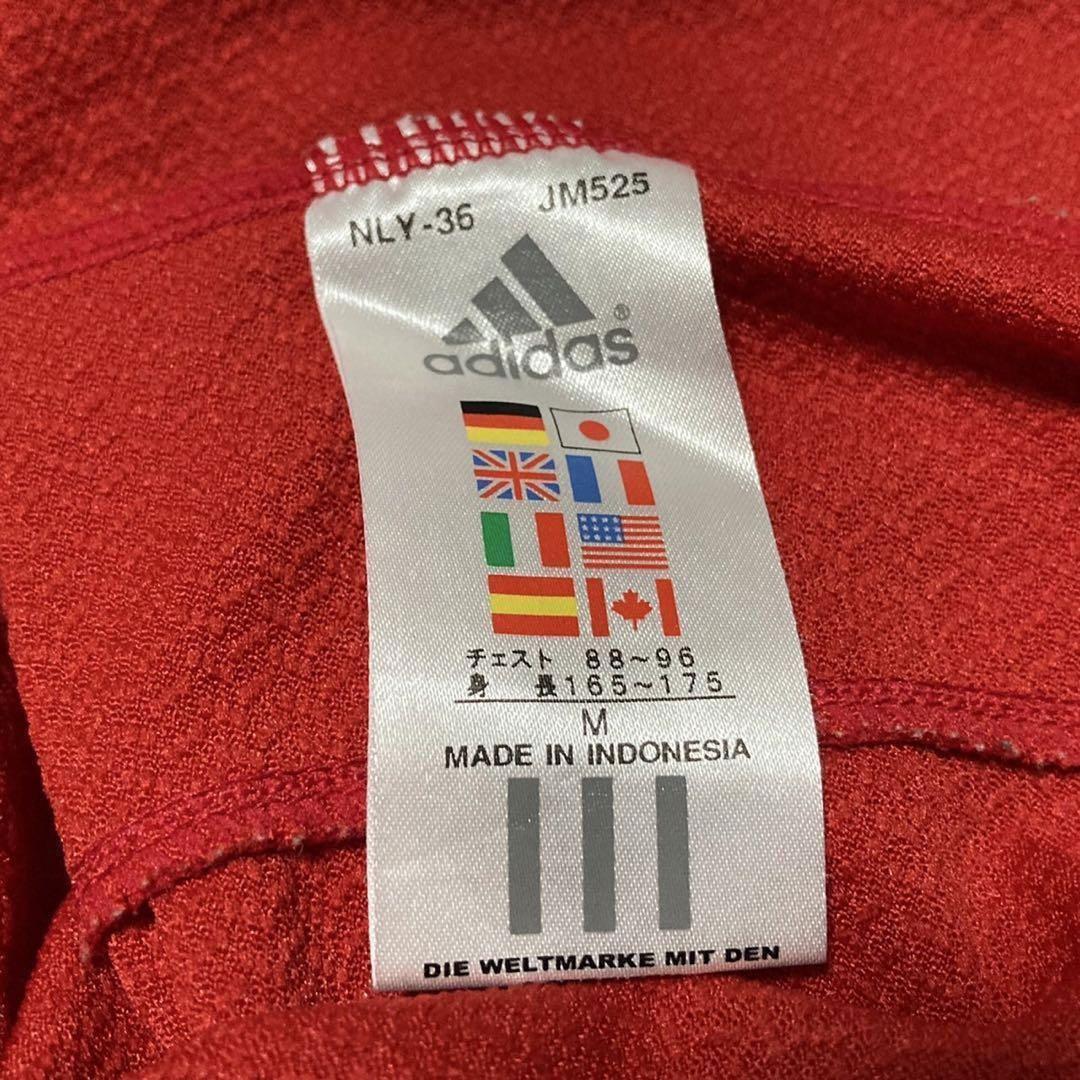 NLY-36 JM525
adidas®
チェスト 88~96
身 長165~175
M
MADE IN INDONESIA
DIE WELTMARKE MIT DEN